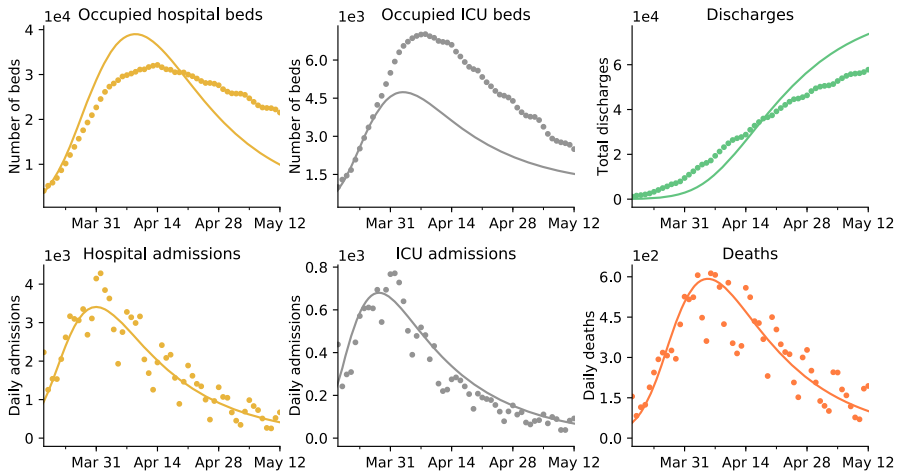 Occupied hospital beds
1e4
Number of beds
4
3
2
1
Mar 31 Apr 14 Apr 28 May 12
Occupied ICU beds
1e3
Number of beds
6.0
4.5
3.0
1.5
Mar 31 Apr 14 Apr 28 May 12
Discharges
1e4
Total discharges
6
4
2
0
Mar 31 Apr 14 Apr 28 May 12
Hospital admissions
1e3
Daily admissions
4
3
2
1
0
Mar 31 Apr 14 Apr 28 May 12
ICU admissions
1e3
Daily admissions
0.8
0.6
0.4
0.2
0.0
Mar 31 Apr 14 Apr 28 May 12
Deaths
1e2
Daily deaths
6.0
4.5
3.0
1.5
0.0
Mar 31 Apr 14 Apr 28 May 12